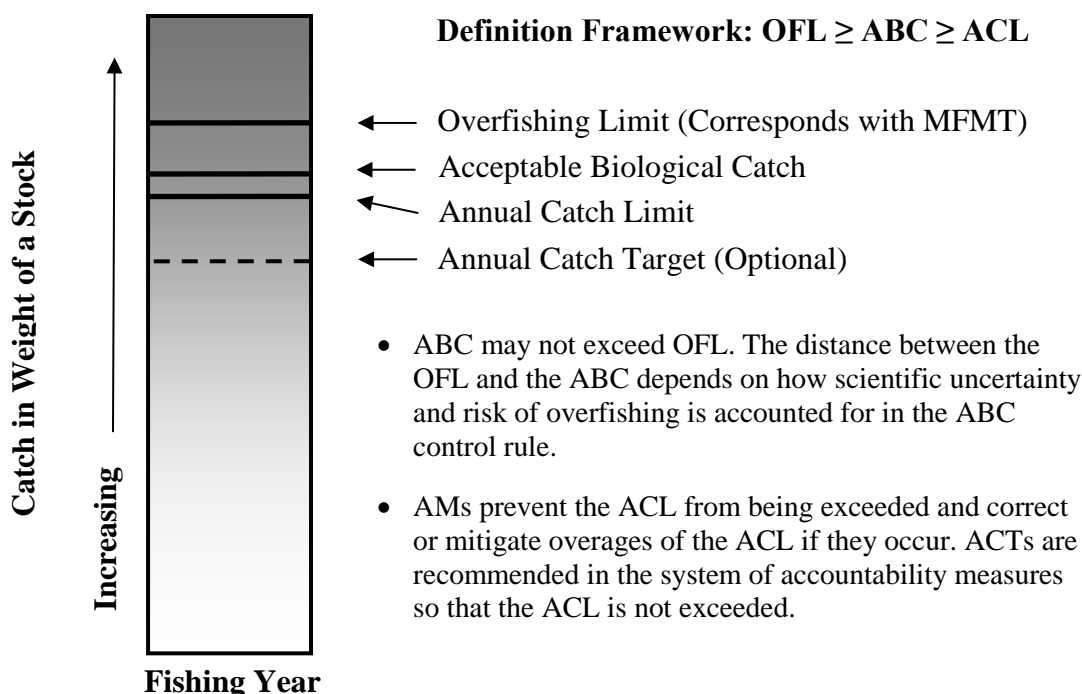 Definition Framework: OFL ≥ ABC ≥ ACL
Overfishing Limit (Corresponds with MFMT)
Acceptable Biological Catch
Annual Catch Limit
Annual Catch Target (Optional)
Catch in Weight of a Stock
Increasing
• ABC may not exceed OFL. The distance between the
OFL and the ABC depends on how scientific uncertainty
and risk of overfishing is accounted for in the ABC
control rule.
• AMs prevent the ACL from being exceeded and correct
or mitigate overages of the ACL if they occur. ACTs are
recommended in the system of accountability measures
so that the ACL is not exceeded.
Fishing Year